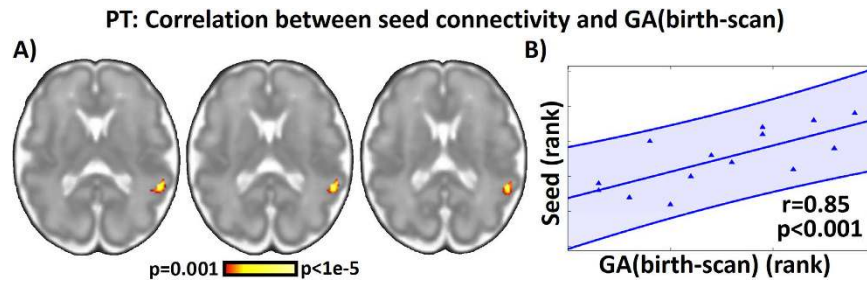 PT: Correlation between seed connectivity and GA(birth-scan)
A)
B)
Seed (rank)
r=0.85
p<0.001
GA(birth-scan) (rank)
p=0.001 p<1e-5